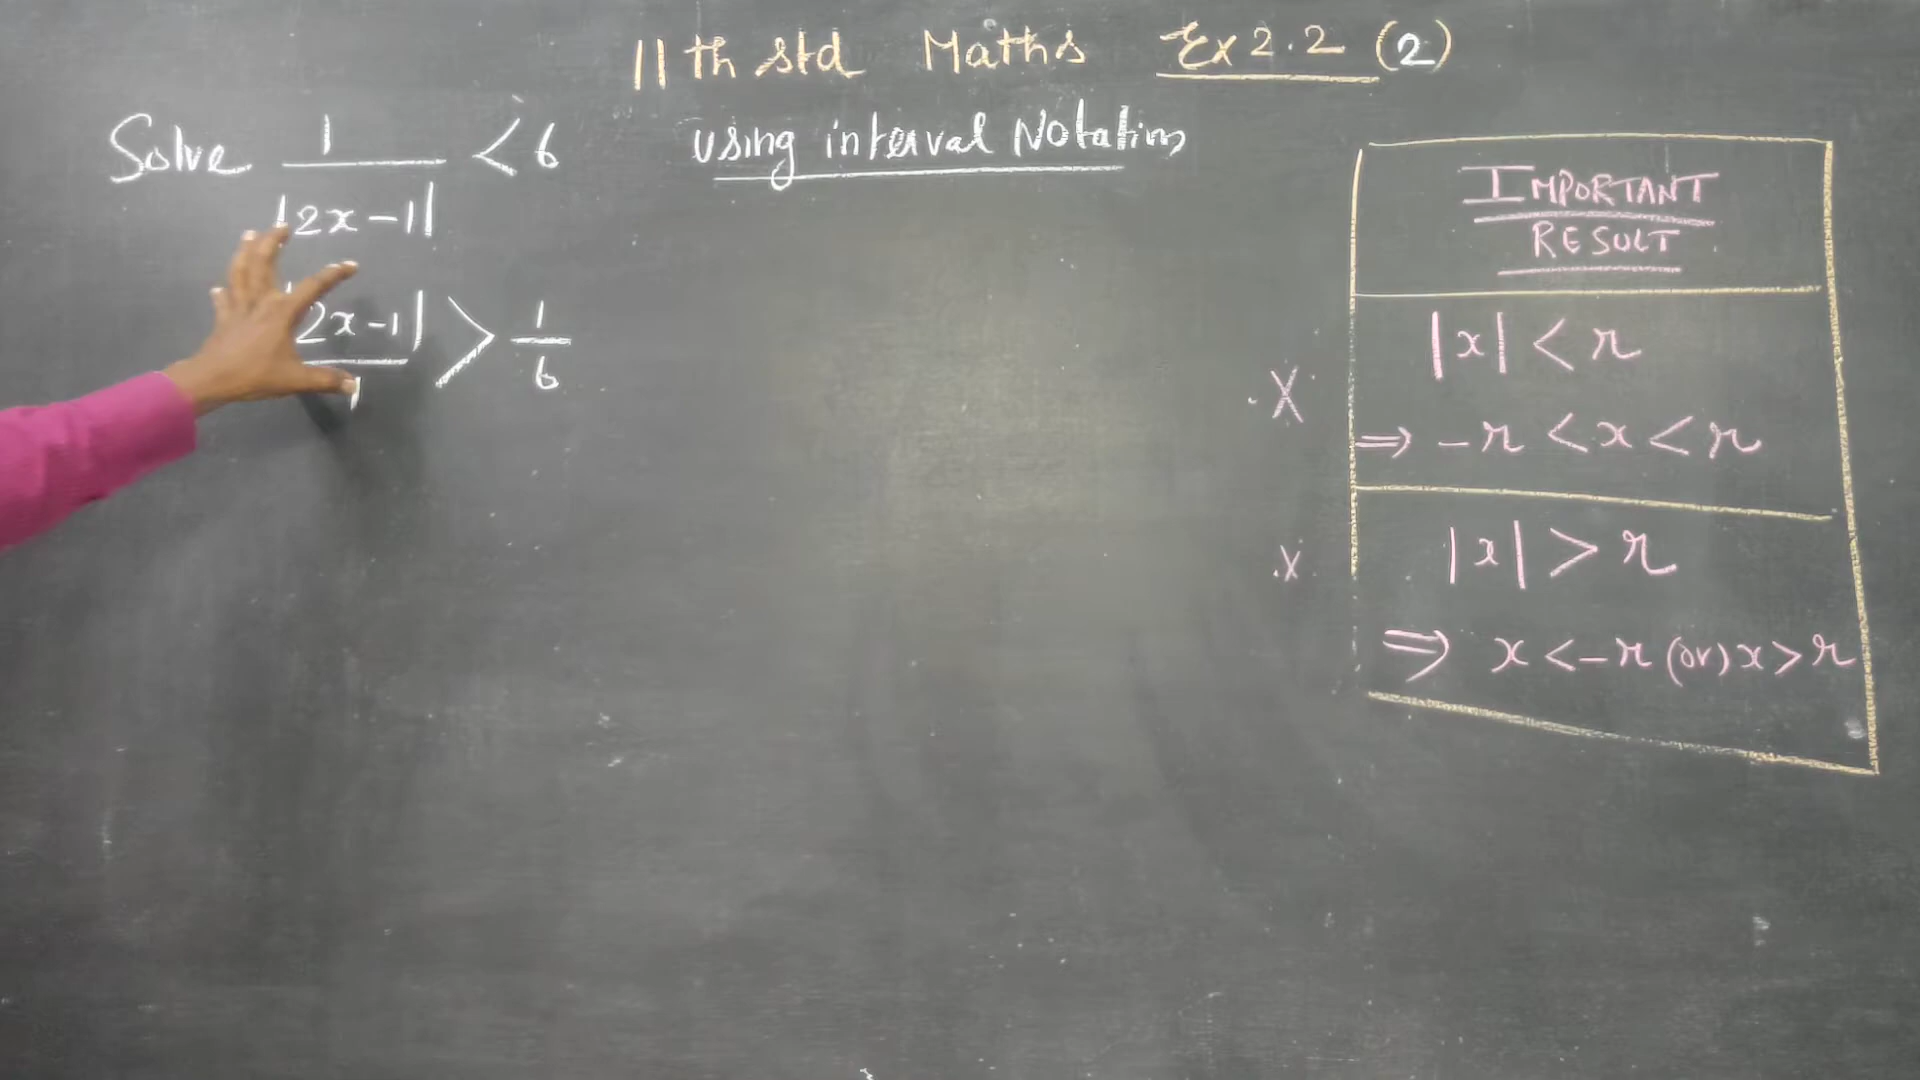 11th std Maths Ex 2.2 (2)
Solve 1/|2x-1| < 6 using interval Notation
|2x-1|/1 > 1/6
IMPORTANT
RESULT
|x| < r
X
⇒ -r < x < r
|x| > r
X
⇒ x < -r (or) x > r